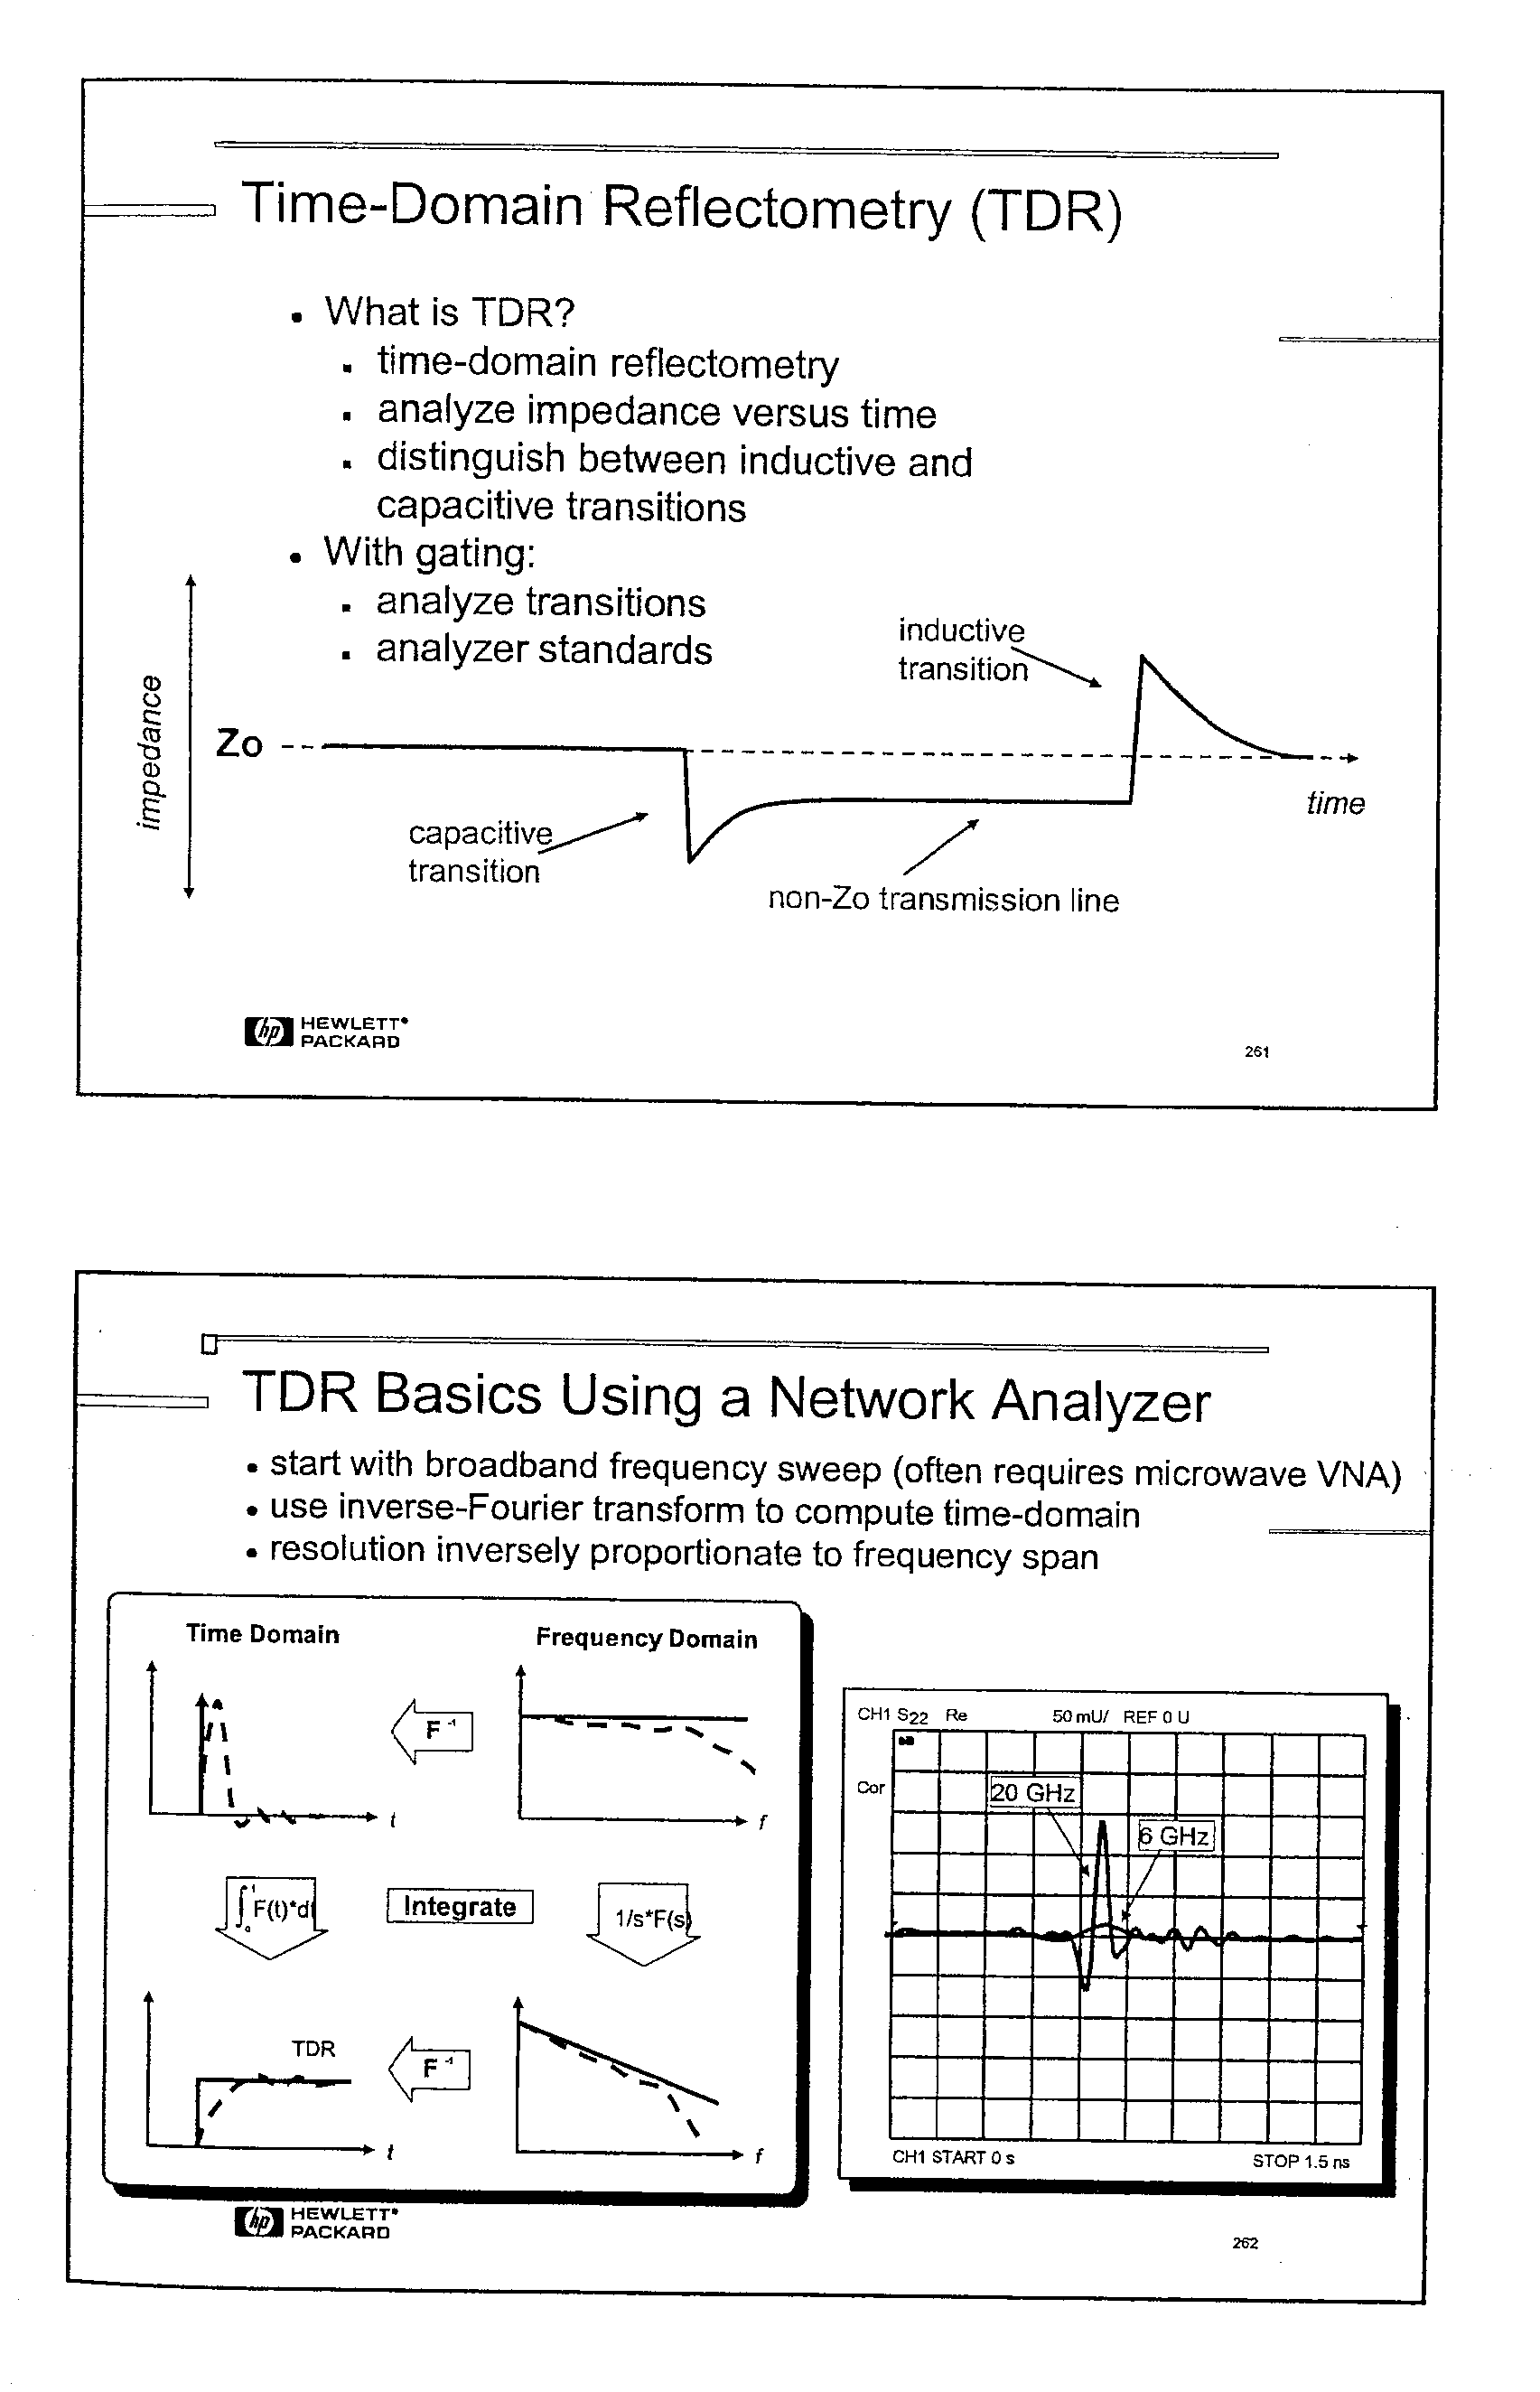 Time-Domain Reflectometry (TDR)
• What is TDR?
▪ time-domain reflectometry
▪ analyze impedance versus time
▪ distinguish between inductive and
capacitive transitions
• With gating:
▪ analyze transitions
▪ analyzer standards
inductive
transition
impedance
Zo
time
capacitive
transition
non-Zo transmission line
hp HEWLETT®
PACKARD
261
TDR Basics Using a Network Analyzer
• start with broadband frequency sweep (often requires microwave VNA)
• use inverse-Fourier transform to compute time-domain
• resolution inversely proportionate to frequency span
Time Domain
Frequency Domain
F⁻¹
t
f
∫₀ᵗ F(t)*dt
Integrate
1/s*F(s)
TDR
F⁻¹
t
f
CH1 S22 Re 50 mU/ REF 0 U
Cor
20 GHz
6 GHz
CH1 START 0 s STOP 1.5 ns
hp HEWLETT®
PACKARD
262